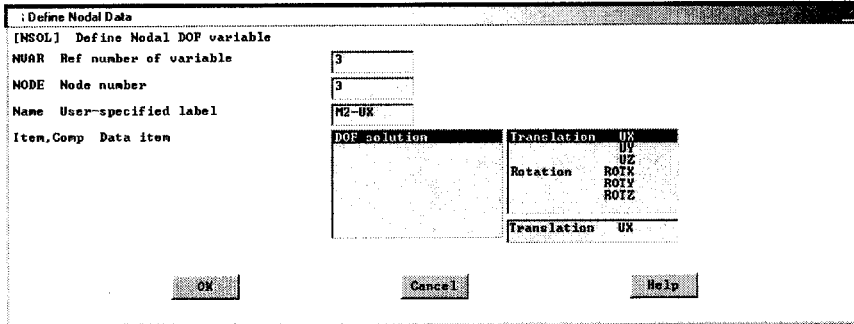 : Define Nodal Data
[NSOL] Define Nodal DOF variable
NVAR Ref number of variable 3
NODE Node number 3
Name User-specified label M2-UX
Item,Comp Data item DOF solution Translation UX
UY
UZ
Rotation ROTX
ROTY
ROTZ
Translation UX
OK Cancel Help